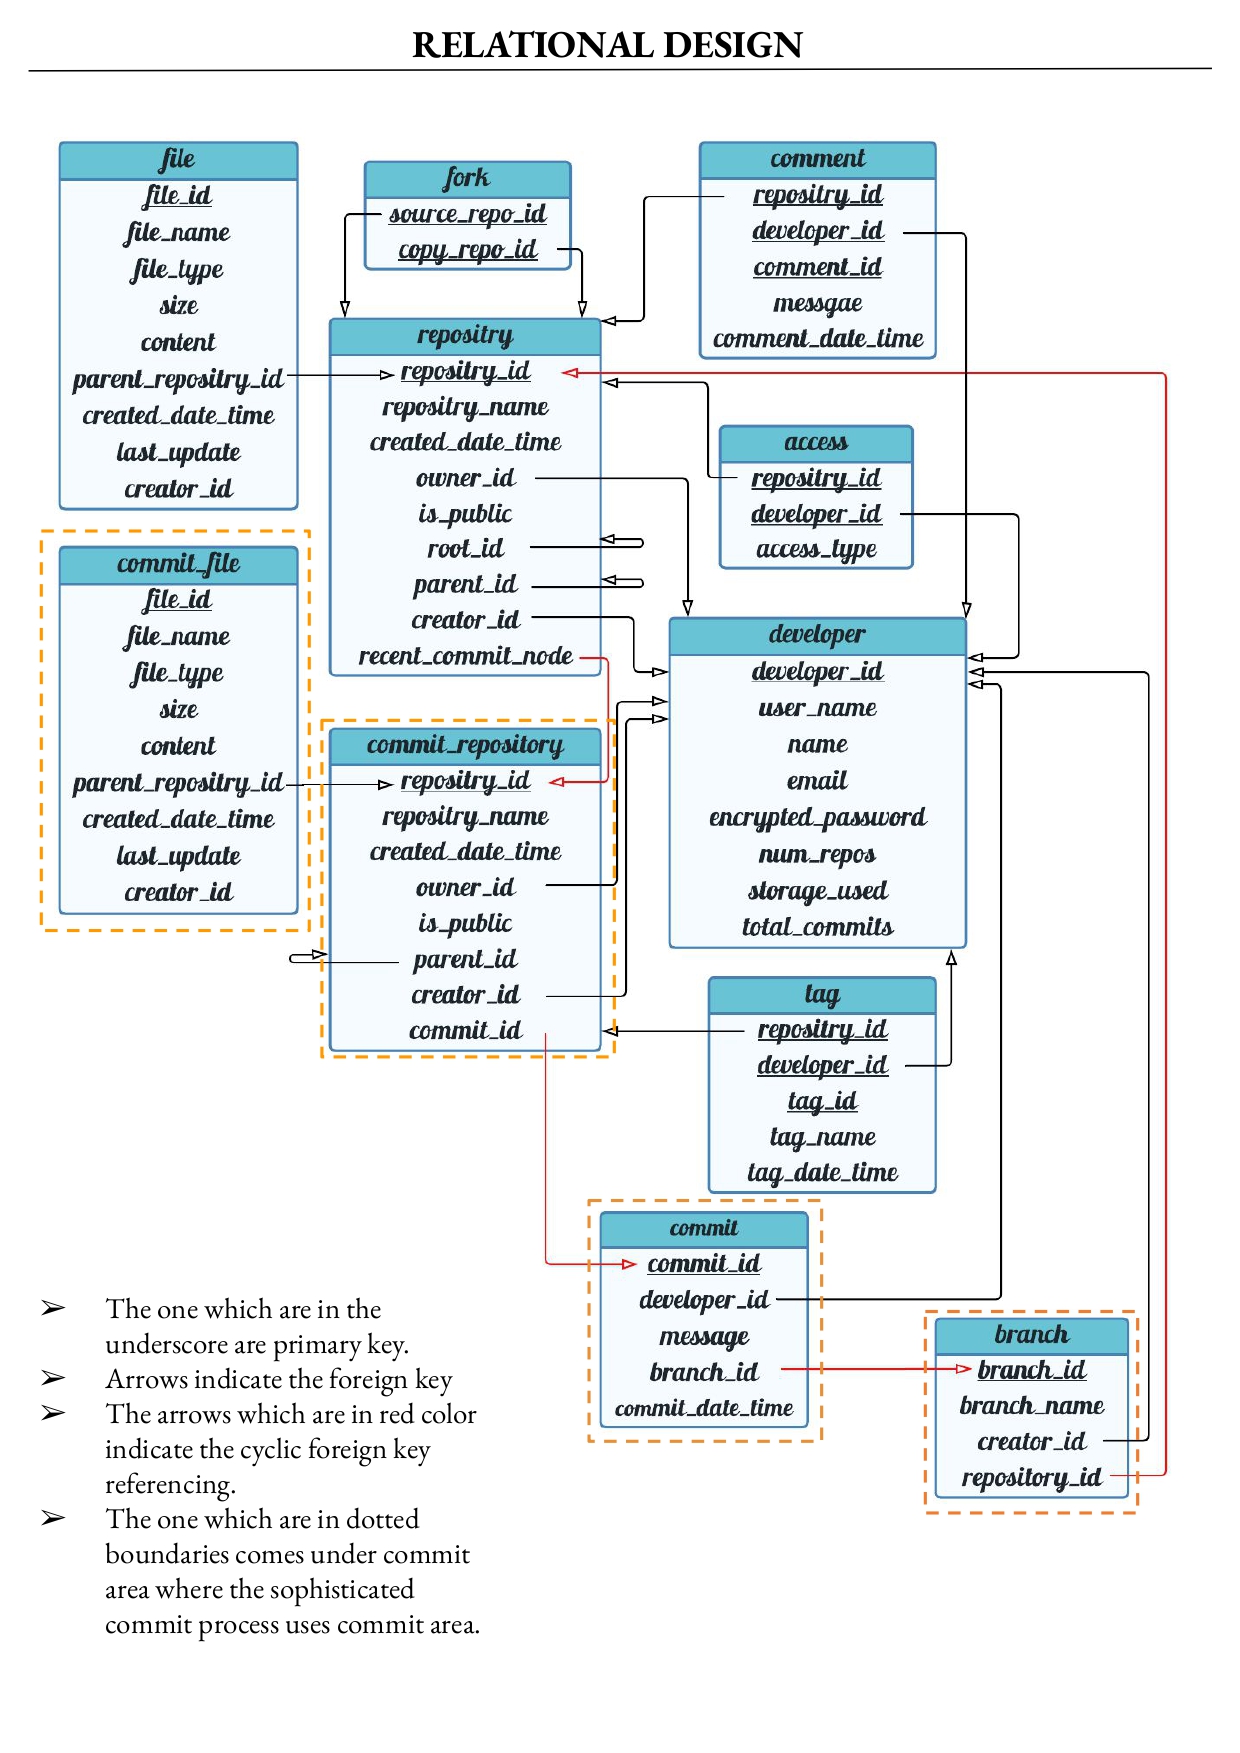 RELATIONAL DESIGN
file
file_id
file_name
file_type
size
content
parent_repositry_id
created_date_time
last_update
creator_id
fork
source_repo_id
copy_repo_id
comment
repositry_id
developer_id
comment_id
messgae
comment_date_time
repositry
repositry_id
repositry_name
created_date_time
owner_id
is_public
root_id
parent_id
creator_id
recent_commit_node
access
repositry_id
developer_id
access_type
commit_file
file_id
file_name
file_type
size
content
parent_repositry_id
created_date_time
last_update
creator_id
developer
developer_id
user_name
name
email
encrypted_password
num_repos
storage_used
total_commits
commit_repository
repositry_id
repositry_name
created_date_time
owner_id
is_public
parent_id
creator_id
commit_id
tag
repositry_id
developer_id
tag_id
tag_name
tag_date_time
commit
commit_id
developer_id
message
branch_id
commit_date_time
branch
branch_id
branch_name
creator_id
repository_id
➢ The one which are in the
underscore are primary key.
➢ Arrows indicate the foreign key
➢ The arrows which are in red color
indicate the cyclic foreign key
referencing.
➢ The one which are in dotted
boundaries comes under commit
area where the sophisticated
commit process uses commit area.